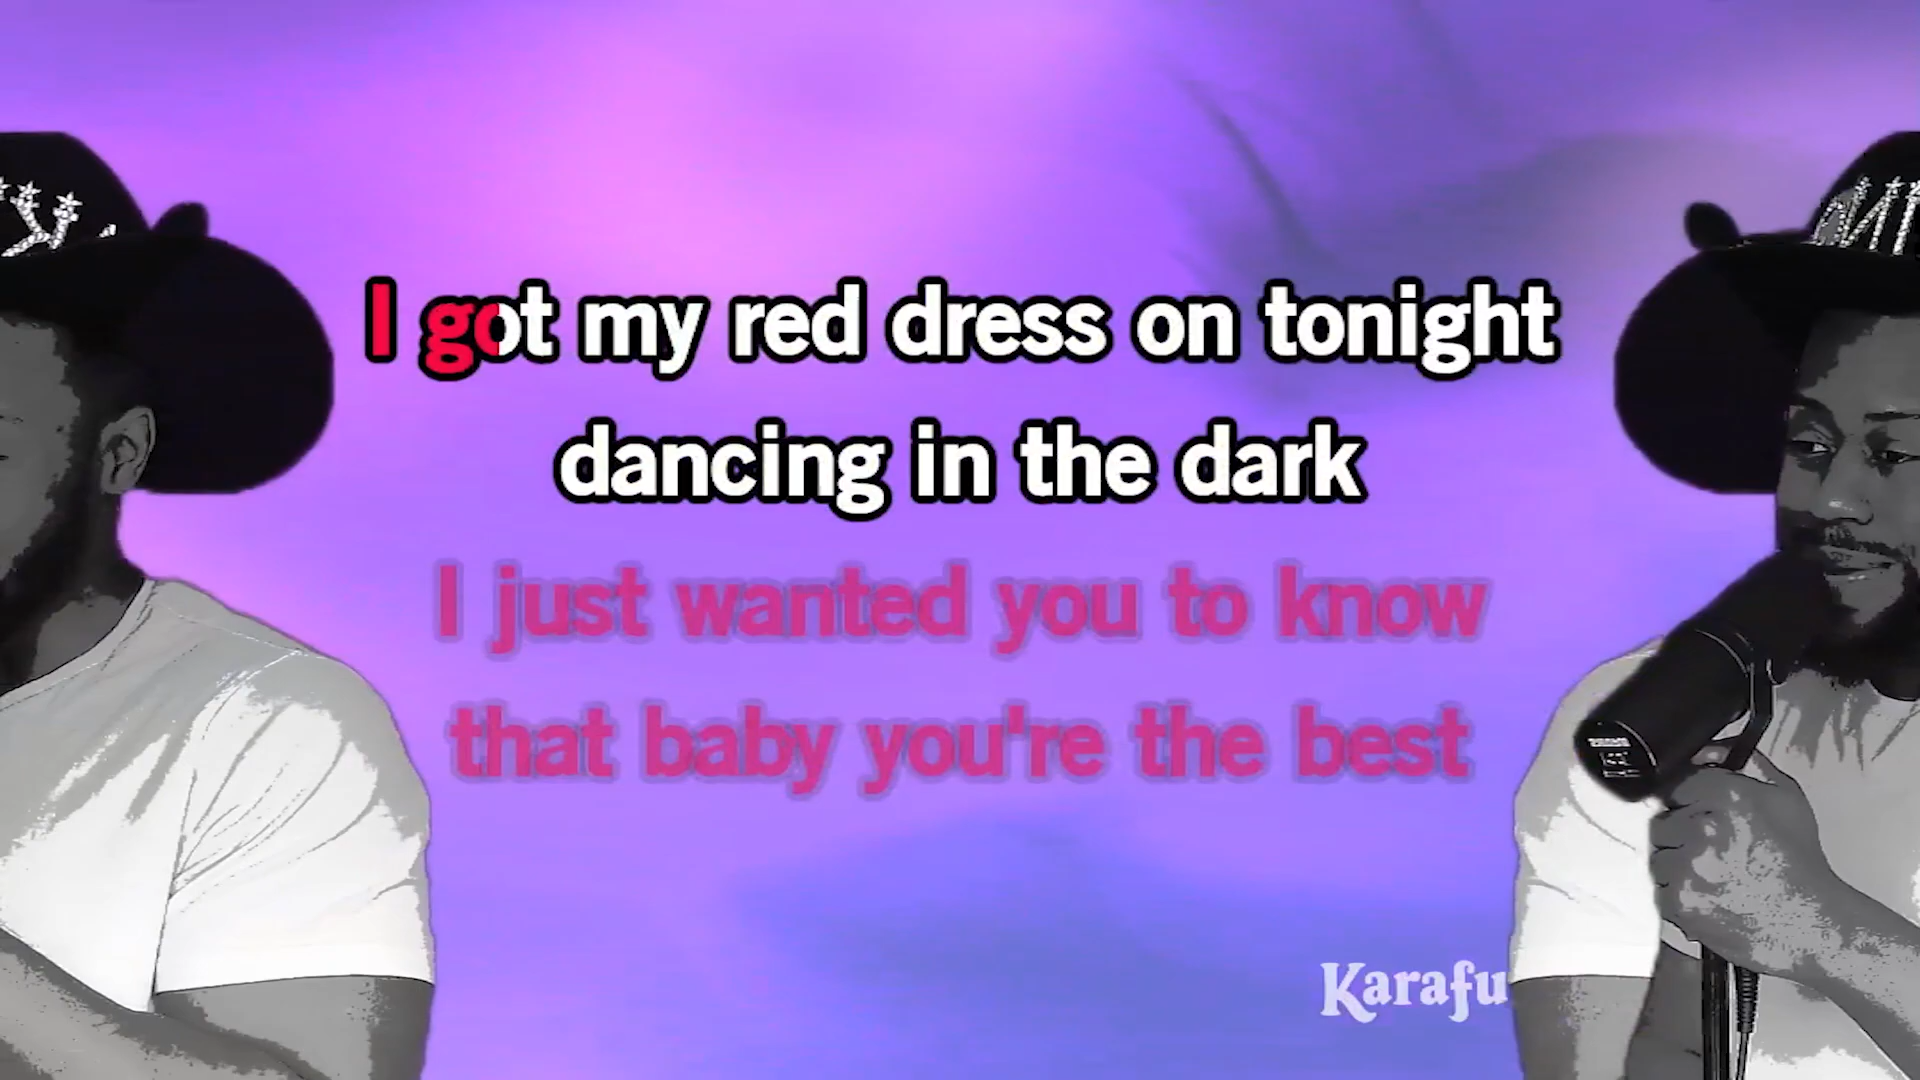 I got my red dress on tonight
dancing in the dark
I just wanted you to know
that baby you're the best
Karafu